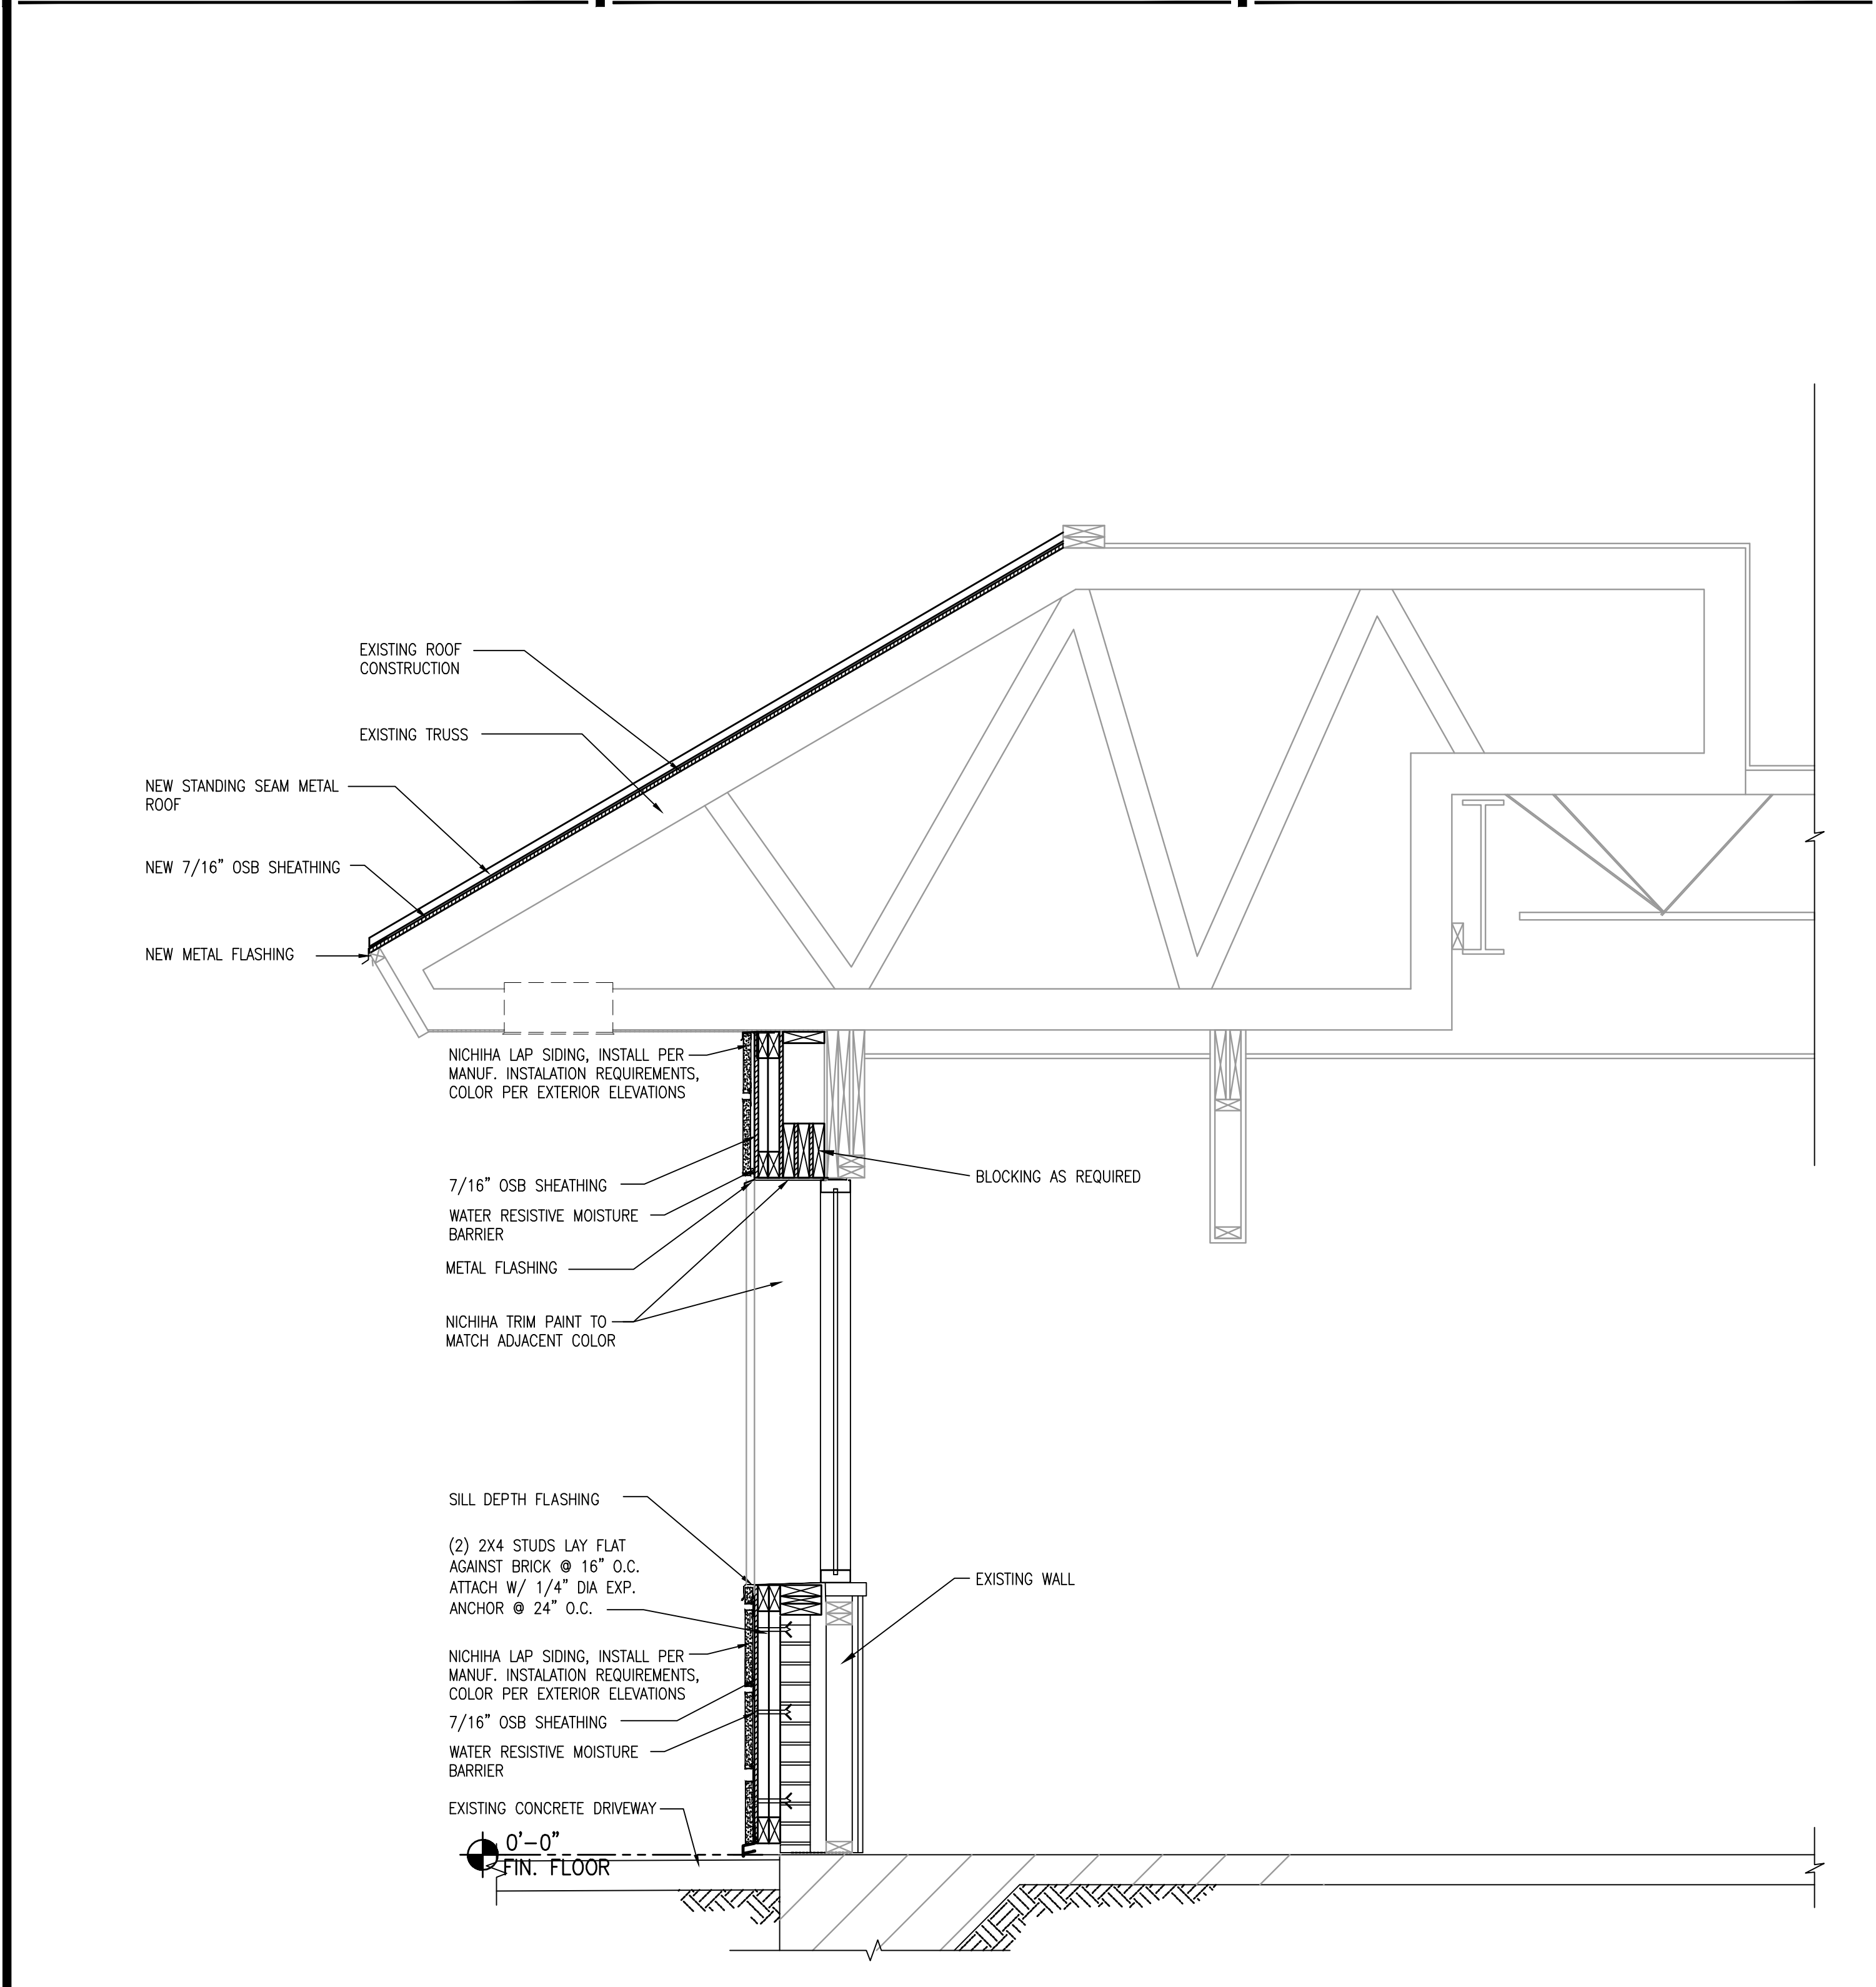 EXISTING ROOF
CONSTRUCTION
EXISTING TRUSS
NEW STANDING SEAM METAL
ROOF
NEW 7/16" OSB SHEATHING
NEW METAL FLASHING
NICHIHA LAP SIDING, INSTALL PER
MANUF. INSTALATION REQUIREMENTS,
COLOR PER EXTERIOR ELEVATIONS
BLOCKING AS REQUIRED
7/16" OSB SHEATHING
WATER RESISTIVE MOISTURE
BARRIER
METAL FLASHING
NICHIHA TRIM PAINT TO
MATCH ADJACENT COLOR
SILL DEPTH FLASHING
(2) 2X4 STUDS LAY FLAT
AGAINST BRICK @ 16" O.C.
ATTACH W/ 1/4" DIA EXP.
ANCHOR @ 24" O.C.
EXISTING WALL
NICHIHA LAP SIDING, INSTALL PER
MANUF. INSTALATION REQUIREMENTS,
COLOR PER EXTERIOR ELEVATIONS
7/16" OSB SHEATHING
WATER RESISTIVE MOISTURE
BARRIER
EXISTING CONCRETE DRIVEWAY
0'-0"
FIN. FLOOR